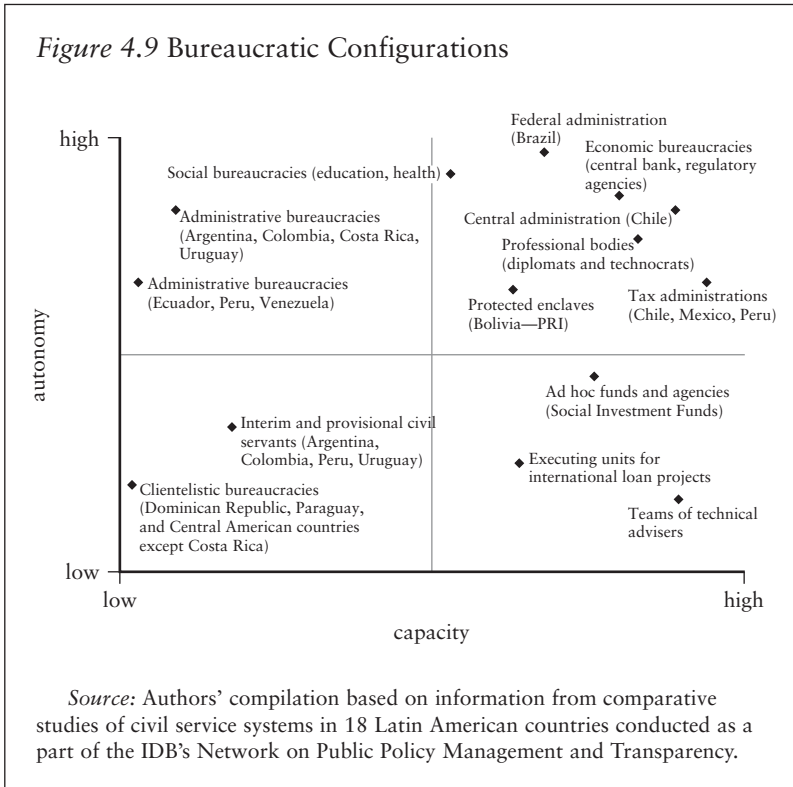 Figure 4.9 Bureaucratic Configurations
high
Federal administration
(Brazil)
Economic bureaucracies
(central bank, regulatory
agencies)
Social bureaucracies (education, health)
Administrative bureaucracies
(Argentina, Colombia, Costa Rica,
Uruguay)
Central administration (Chile)
Professional bodies
(diplomats and technocrats)
Administrative bureaucracies
(Ecuador, Peru, Venezuela)
Protected enclaves
(Bolivia—PRI)
Tax administrations
(Chile, Mexico, Peru)
autonomy
Ad hoc funds and agencies
(Social Investment Funds)
Interim and provisional civil
servants (Argentina,
Colombia, Peru, Uruguay)
Executing units for
international loan projects
Clientelistic bureaucracies
(Dominican Republic, Paraguay,
and Central American countries
except Costa Rica)
Teams of technical
advisers
low
low
high
capacity
Source: Authors’ compilation based on information from comparative
studies of civil service systems in 18 Latin American countries conducted as a
part of the IDB’s Network on Public Policy Management and Transparency.